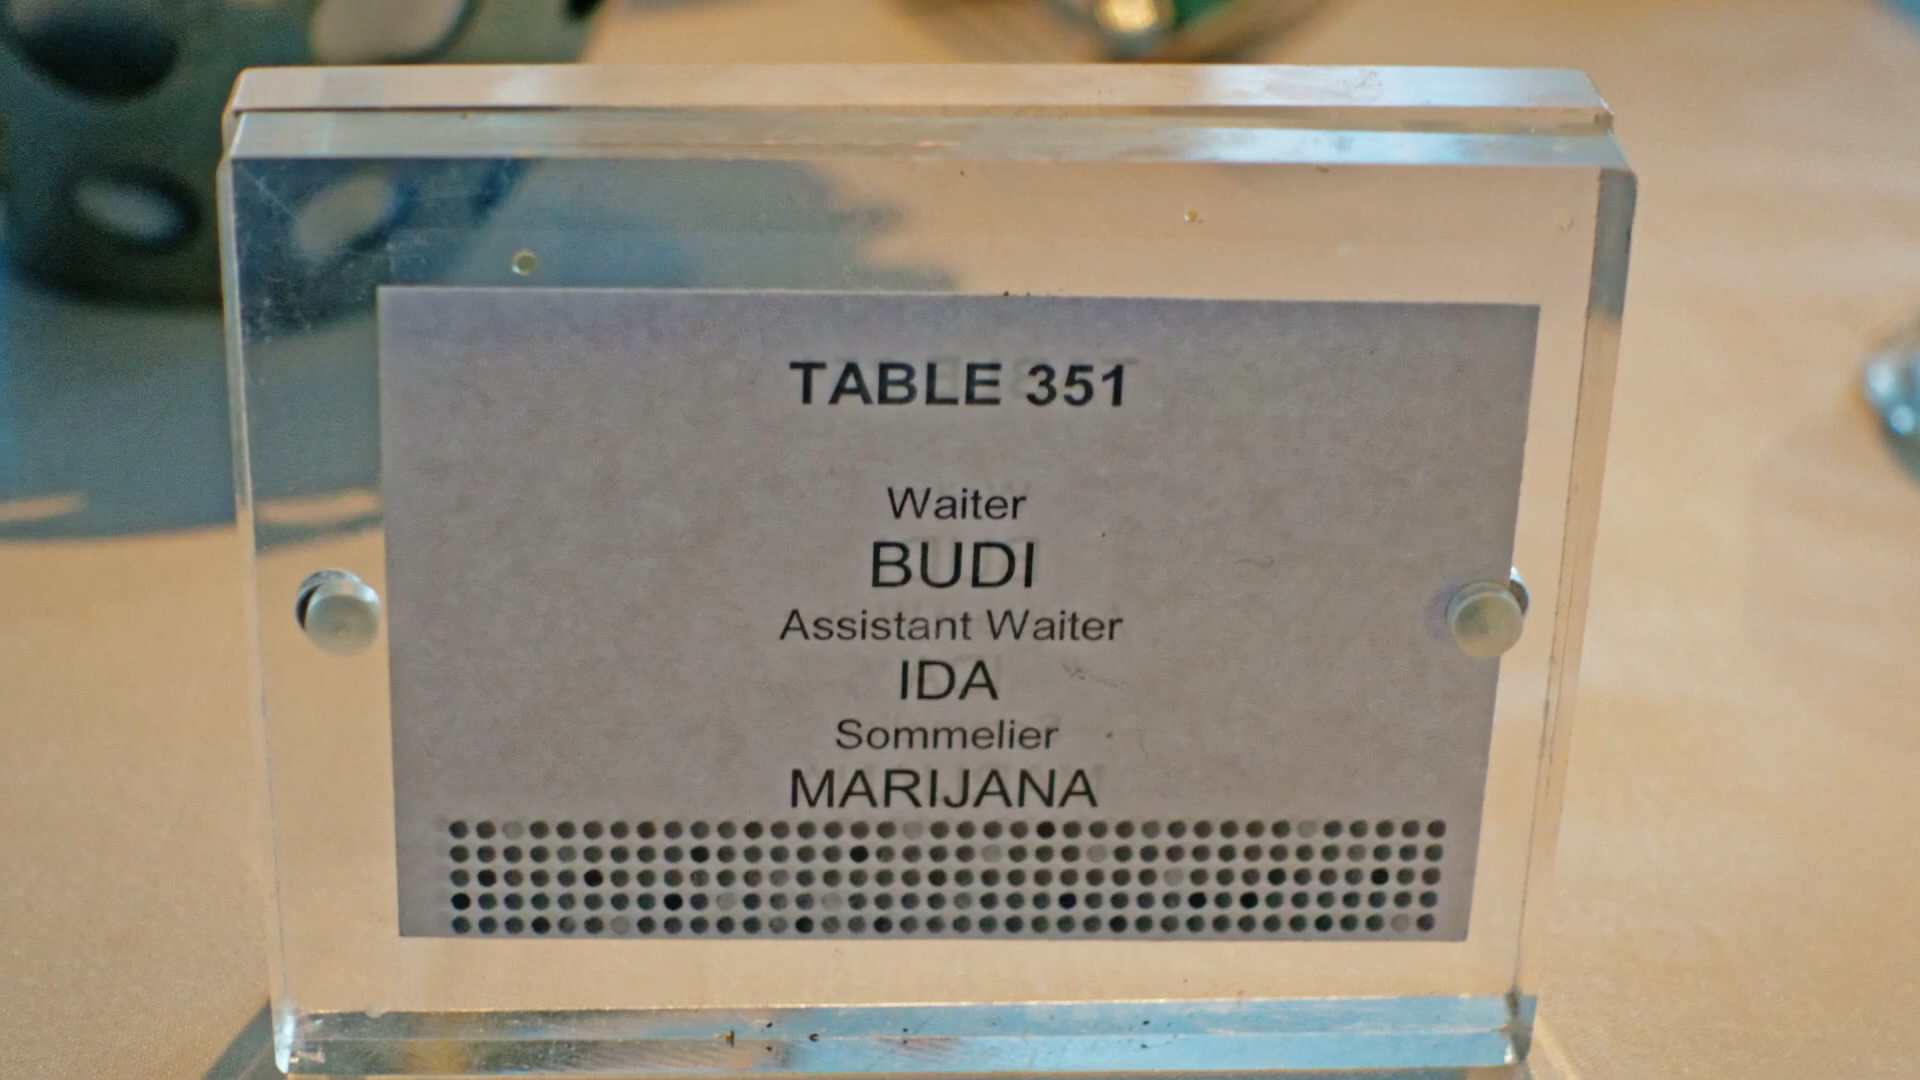 TABLE 351
Waiter
BUDI
Assistant Waiter
IDA
Sommelier
MARIJANA